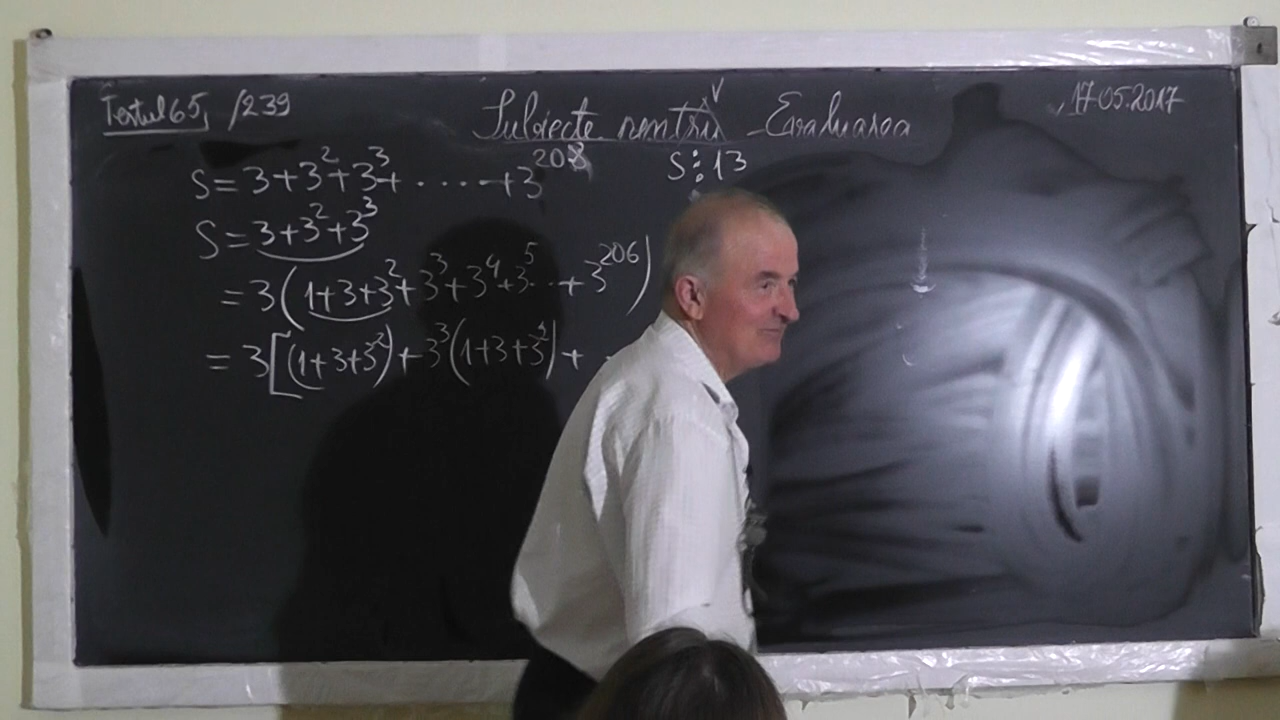 Testul 65, /239
Subiecte pentru Evaluarea
17.05.2017
S = 3 + 3² + 3³ + ...... + 3²⁰
S ⋮ 13
S = 3 + 3² + 3³
= 3(1 + 3 + 3² + 3³ + 3⁴ + 3⁵ ... + 3²⁰⁶)
= 3[(1 + 3 + 3²) + 3³(1 + 3 + 3²) +